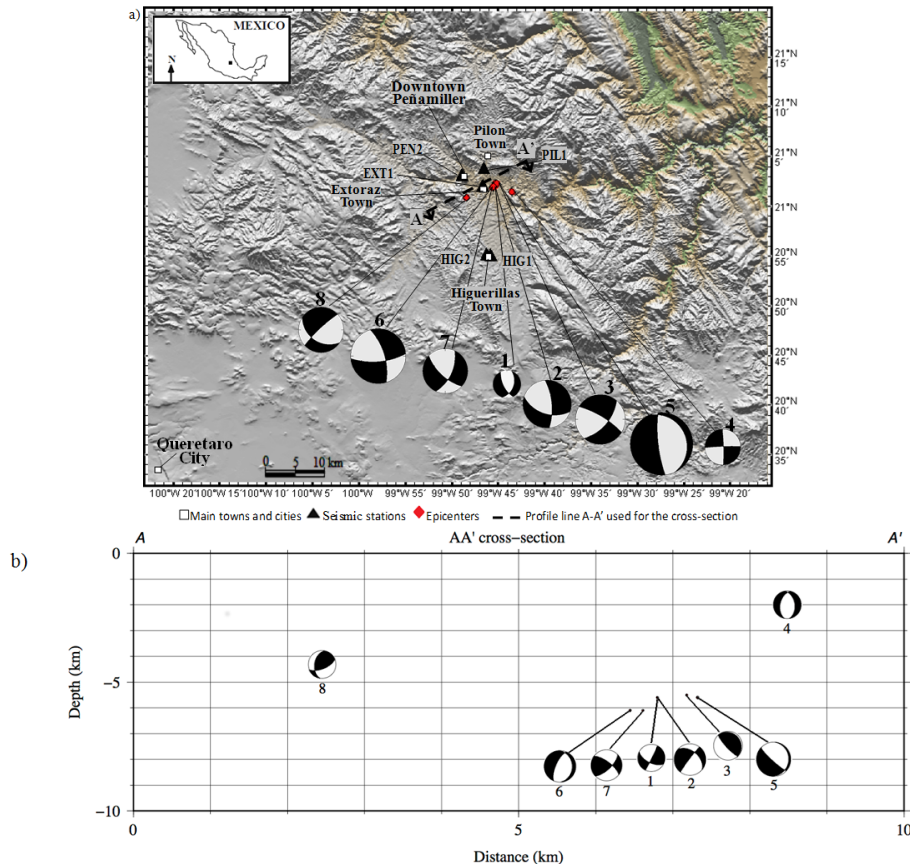 a)
MEXICO
N
21°N
15´
21°N
10´
21°N
5´
21°N
20°N
55´
20°N
50´
20°N
45´
20°N
40´
20°N
35´
Downtown
Peñamiller
Pilon
Town
A'
PEN2
PIL1
EXT1
Extoraz
Town
A
HIG2
HIG1
Higuerillas
Town
8
6
7
1
2
3
5
4
Queretaro
City
0 5 10 km
100°W 20´ 100°W 15´ 100°W 10´ 100°W 5´ 100°W 99°W 55´ 99°W 50´ 99°W 45´ 99°W 40´ 99°W 35´ 99°W 30´ 99°W 25´ 99°W 20´
Main towns and cities Seismic stations Epicenters Profile line A-A' used for the cross-section
b)
A AA' cross−section A'
0
−5
−10
Depth (km)
4
8
6
7
1
2
3
5
0 5 10
Distance (km)